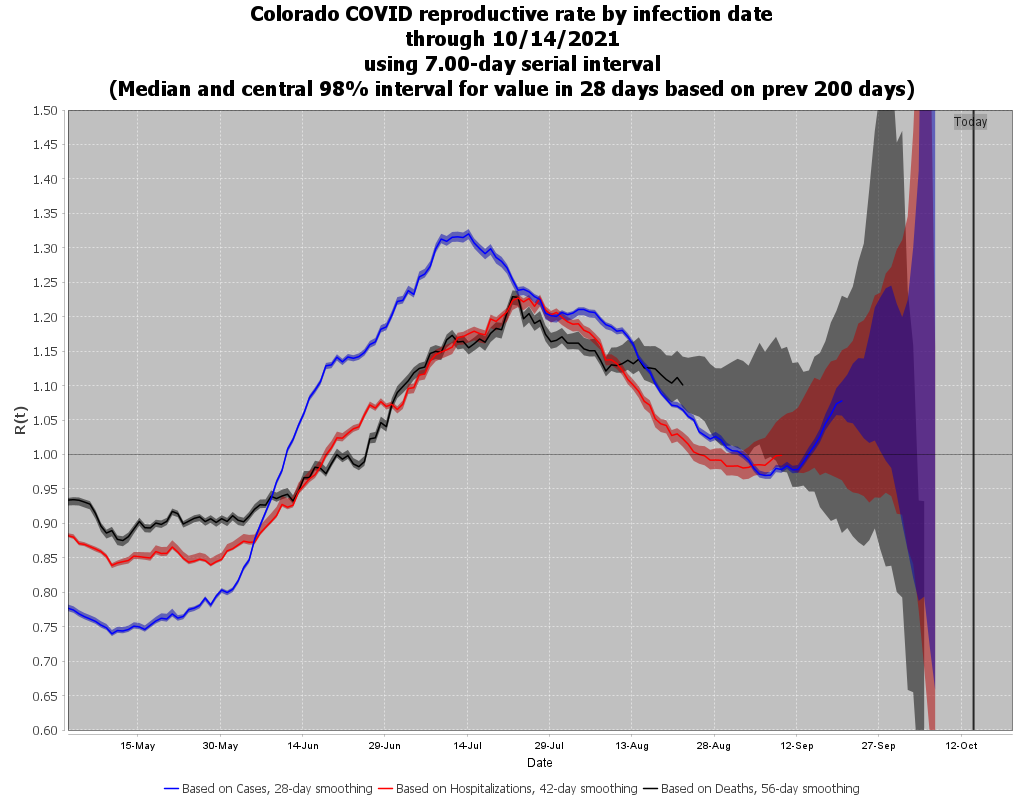 Colorado COVID reproductive rate by infection date
through 10/14/2021
using 7.00-day serial interval
(Median and central 98% interval for value in 28 days based on prev 200 days)
1.50
1.45
1.40
1.35
1.30
1.25
1.20
1.15
1.10
1.05
1.00
0.95
0.90
0.85
0.80
0.75
0.70
0.65
0.60
R(t)
Today
15-May 30-May 14-Jun 29-Jun 14-Jul 29-Jul 13-Aug 28-Aug 12-Sep 27-Sep 12-Oct
Date
Based on Cases, 28-day smoothing Based on Hospitalizations, 42-day smoothing Based on Deaths, 56-day smoothing